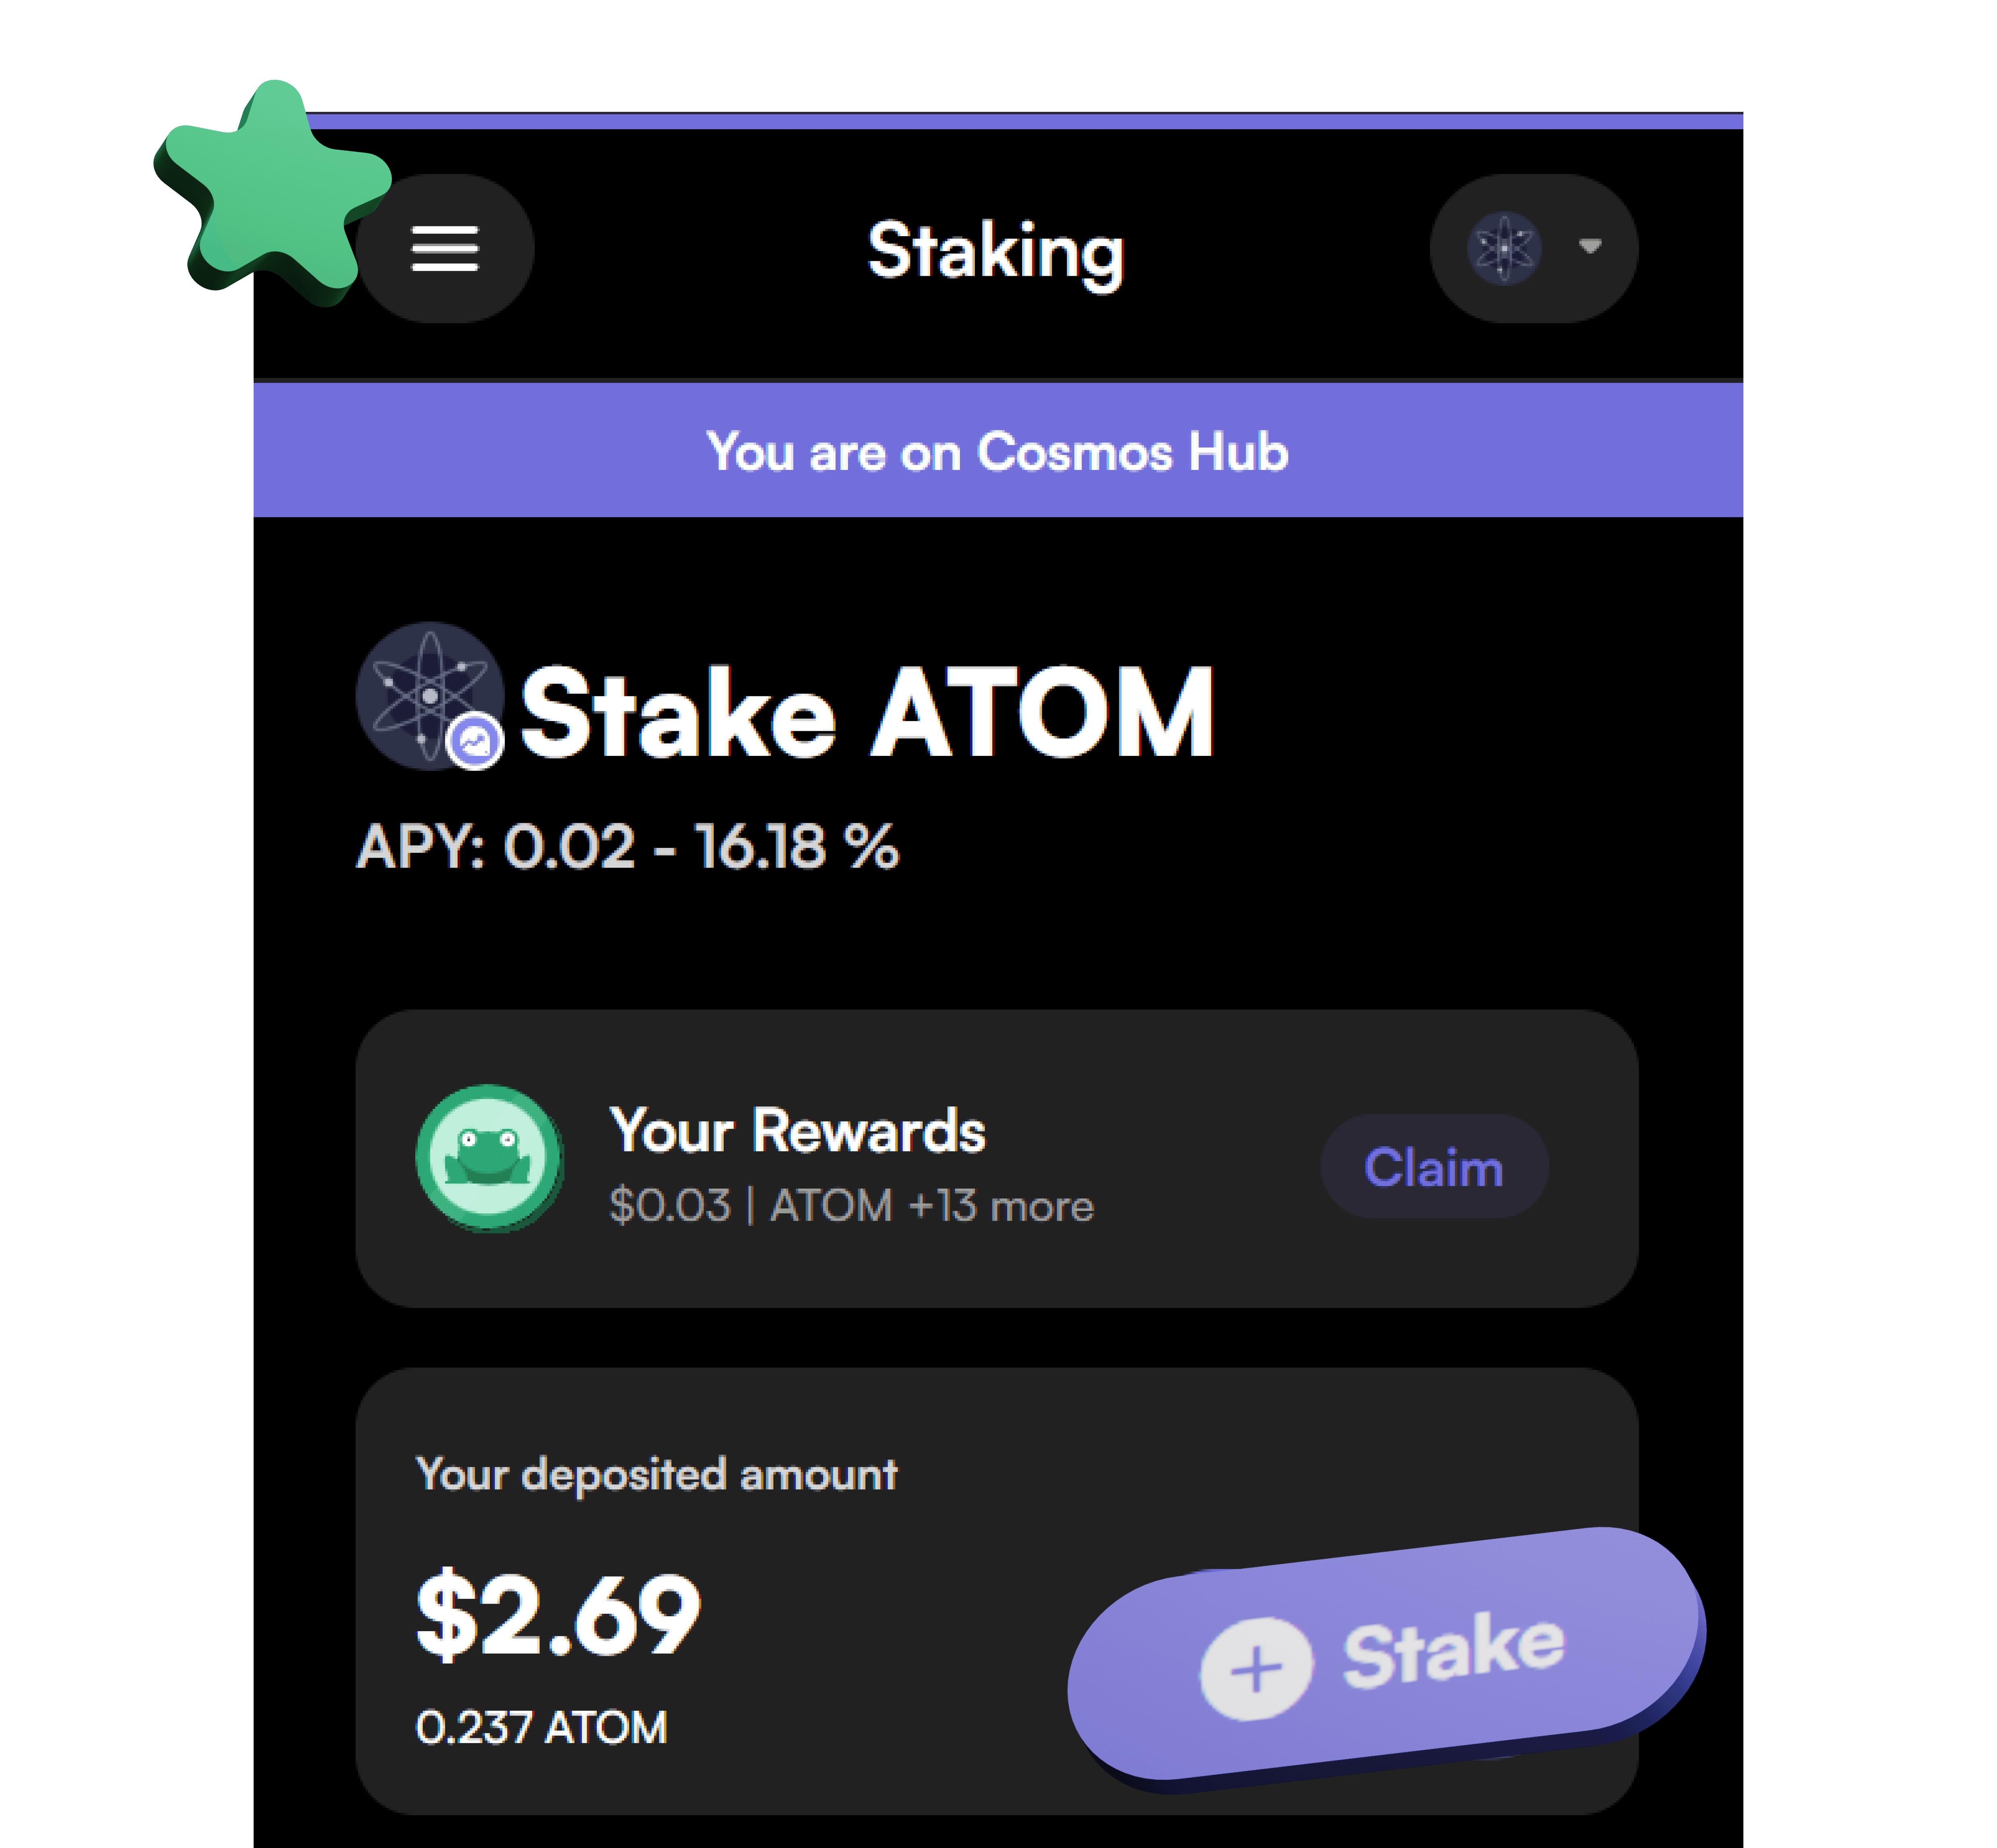 Staking
You are on Cosmos Hub
Stake ATOM
APY: 0.02 - 16.18 %
Your Rewards
$0.03 | ATOM +13 more
Claim
Your deposited amount
$2.69
0.237 ATOM
Stake